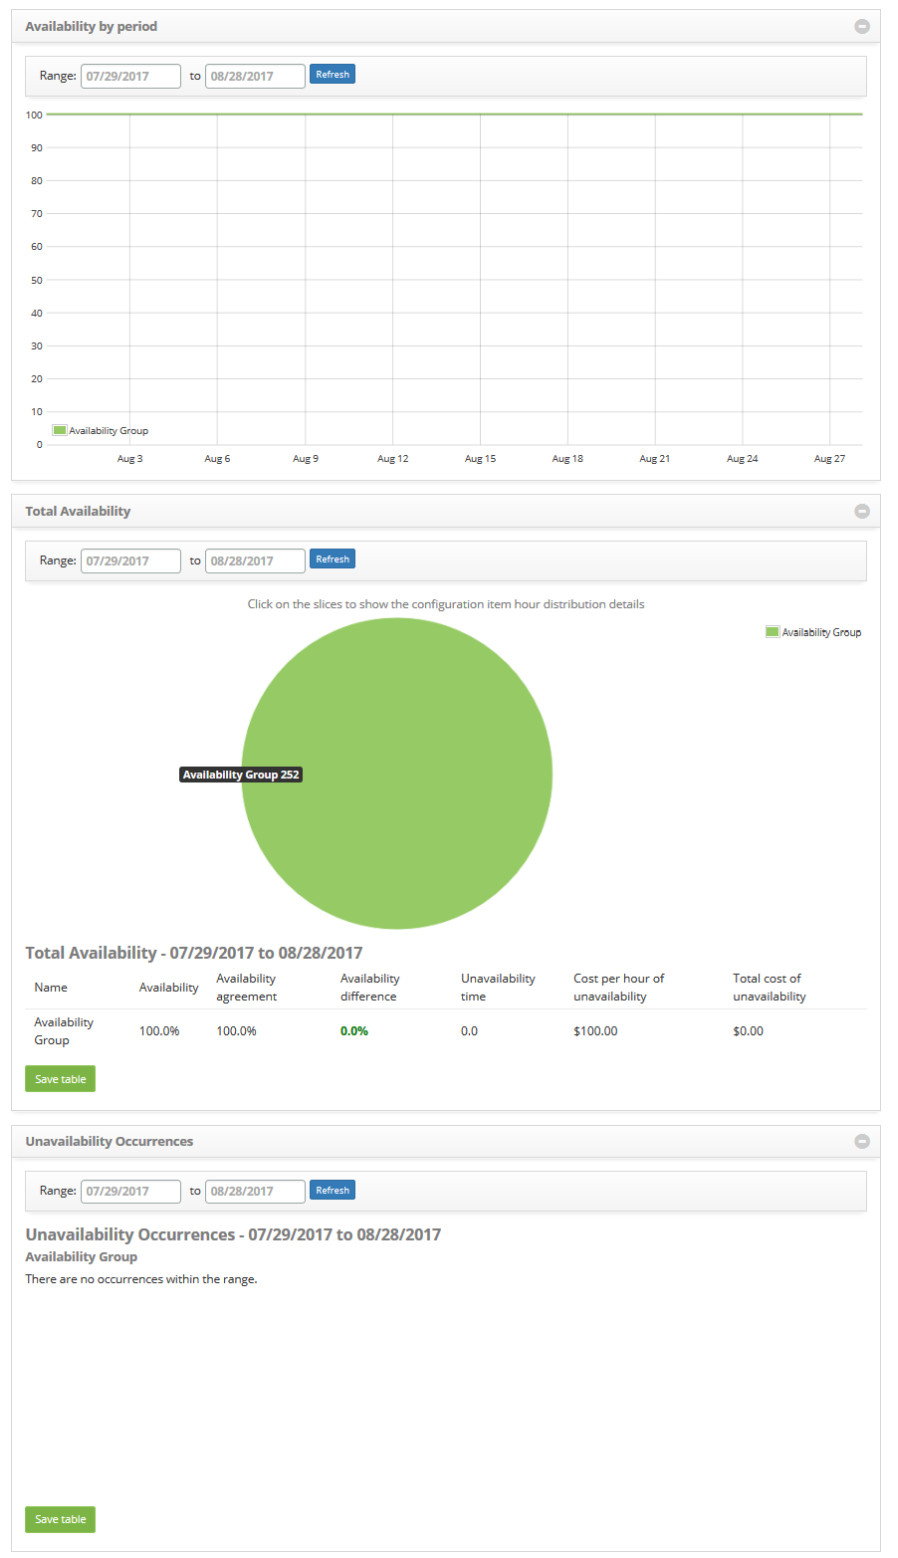 Availability by period
Range: 07/29/2017 to 08/28/2017 Refresh
100
90
80
70
60
50
40
30
20
10
Availability Group
0
Aug 3 Aug 6 Aug 9 Aug 12 Aug 15 Aug 18 Aug 21 Aug 24 Aug 27
Total Availability
Range: 07/29/2017 to 08/28/2017 Refresh
Click on the slices to show the configuration item hour distribution details
Availability Group
Availability Group 252
Total Availability - 07/29/2017 to 08/28/2017
Name Availability Availability agreement Availability difference Unavailability time Cost per hour of unavailability Total cost of unavailability
Availability Group 100.0% 100.0% 0.0% 0.0 $100.00 $0.00
Save table
Unavailability Occurrences
Range: 07/29/2017 to 08/28/2017 Refresh
Unavailability Occurrences - 07/29/2017 to 08/28/2017
Availability Group
There are no occurrences within the range.
Save table